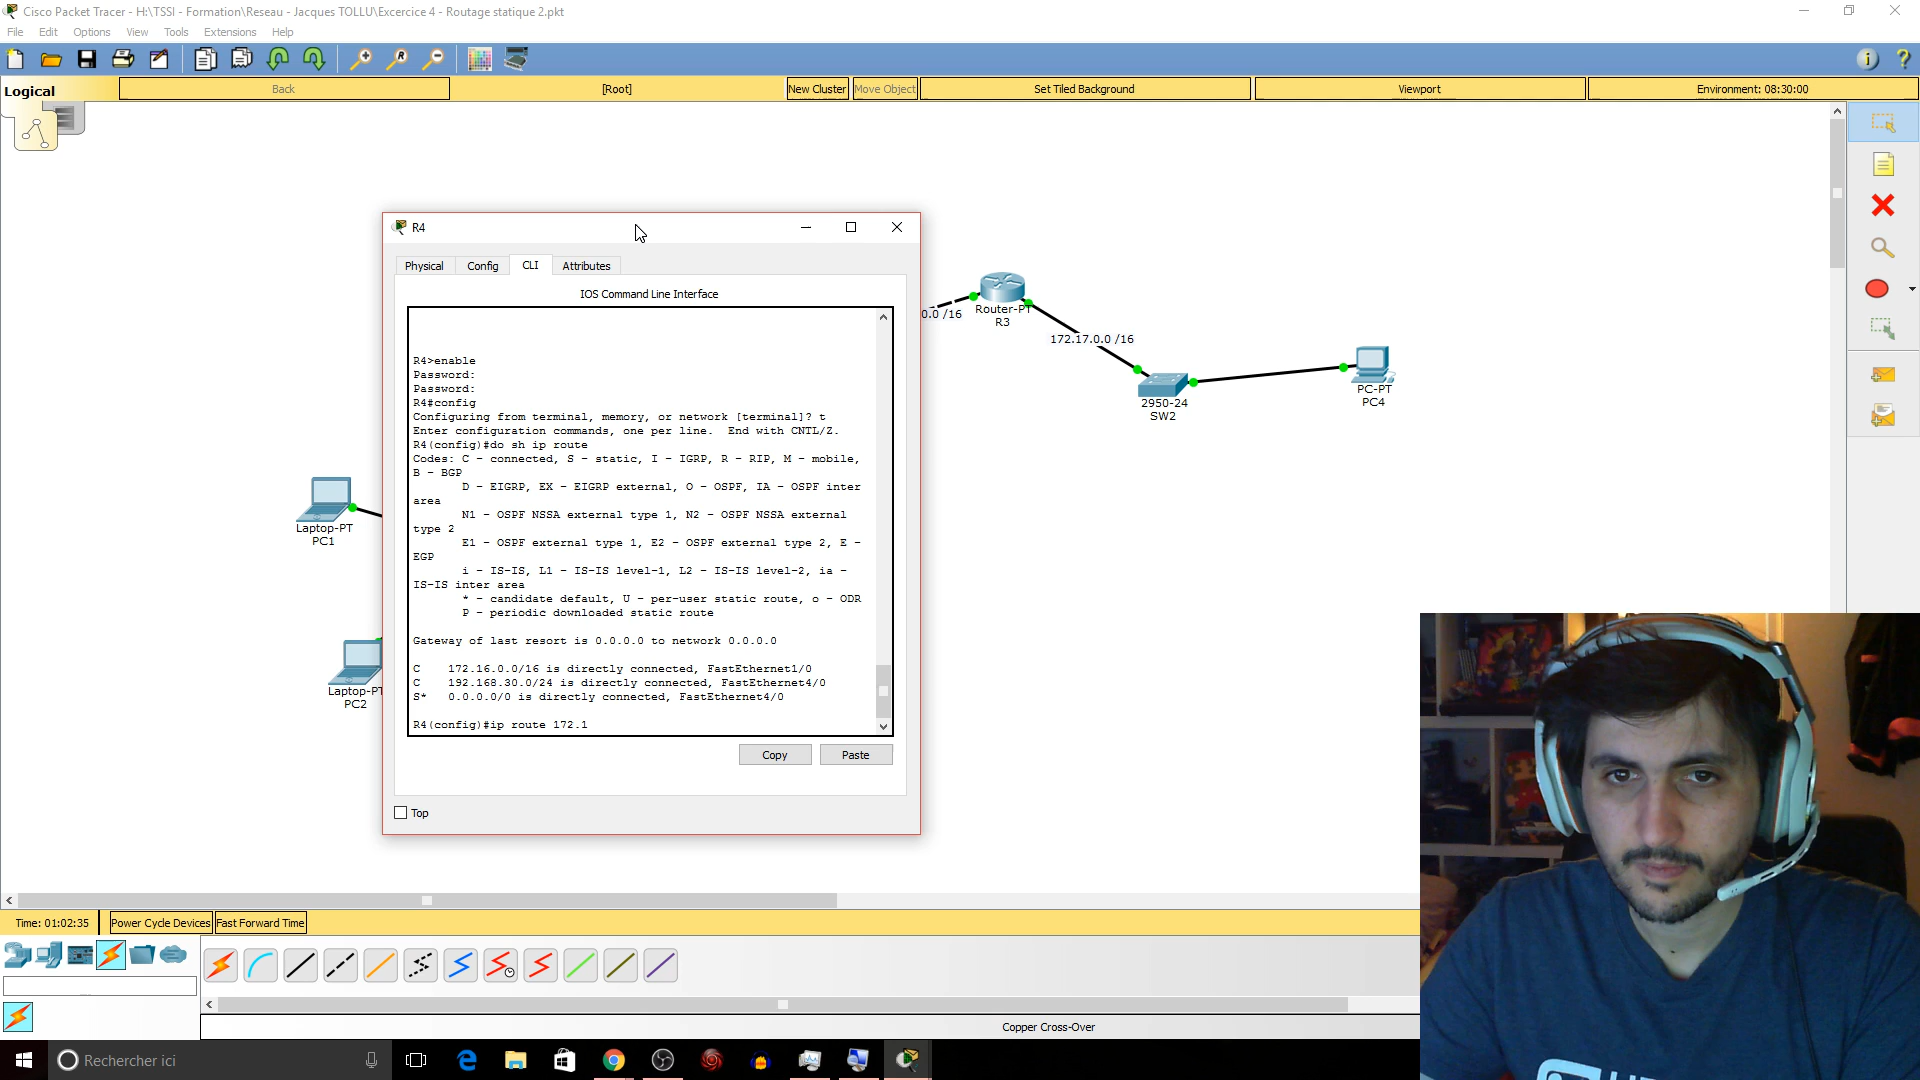 Cisco Packet Tracer - H:\TSSI - Formation\Reseau - Jacques TOLLU\Excercice 4 - Routage statique 2.pkt
File Edit Options View Tools Extensions Help
Logical
Back
[Root]
New Cluster
Move Object
Set Tiled Background
Viewport
Environment: 08:30:00
R4
Physical Config CLI Attributes
IOS Command Line Interface
R4>enable
Password:
Password:
R4#config
Configuring from terminal, memory, or network [terminal]? t
Enter configuration commands, one per line. End with CNTL/Z.
R4(config)#do sh ip route
Codes: C - connected, S - static, I - IGRP, R - RIP, M - mobile,
B - BGP
D - EIGRP, EX - EIGRP external, O - OSPF, IA - OSPF inter
area
N1 - OSPF NSSA external type 1, N2 - OSPF NSSA external
type 2
E1 - OSPF external type 1, E2 - OSPF external type 2, E -
EGP
i - IS-IS, L1 - IS-IS level-1, L2 - IS-IS level-2, ia -
IS-IS inter area
* - candidate default, U - per-user static route, o - ODR
P - periodic downloaded static route
Gateway of last resort is 0.0.0.0 to network 0.0.0.0
C 172.16.0.0/16 is directly connected, FastEthernet1/0
C 192.168.30.0/24 is directly connected, FastEthernet4/0
S* 0.0.0.0/0 is directly connected, FastEthernet4/0
R4(config)#ip route 172.1
Copy
Paste
Top
0.0 /16
Router-PT
R3
172.17.0.0 /16
2950-24
SW2
PC-PT
PC4
Laptop-PT
PC1
Laptop-PT
PC2
Time: 01:02:35
Power Cycle Devices
Fast Forward Time
Copper Cross-Over
Rechercher ici